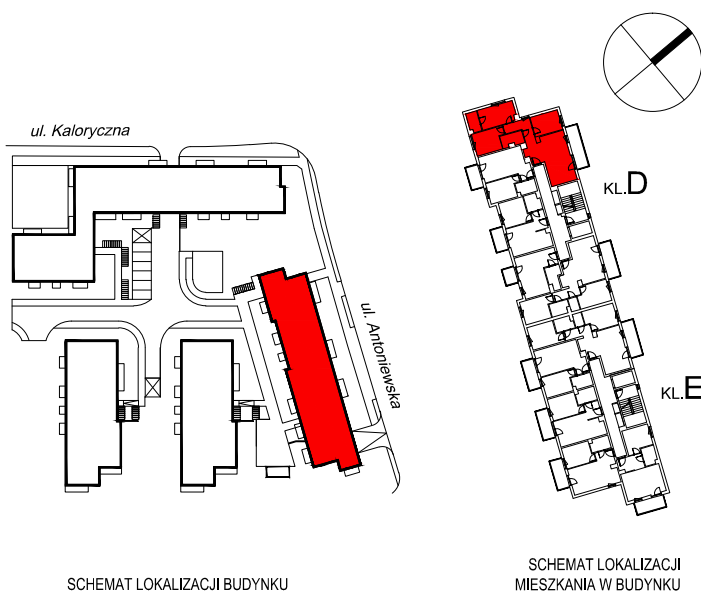 ul. Kaloryczna
KL.D
ul. Antoniewska
KL.E
SCHEMAT LOKALIZACJI BUDYNKU
SCHEMAT LOKALIZACJI
MIESZKANIA W BUDYNKU